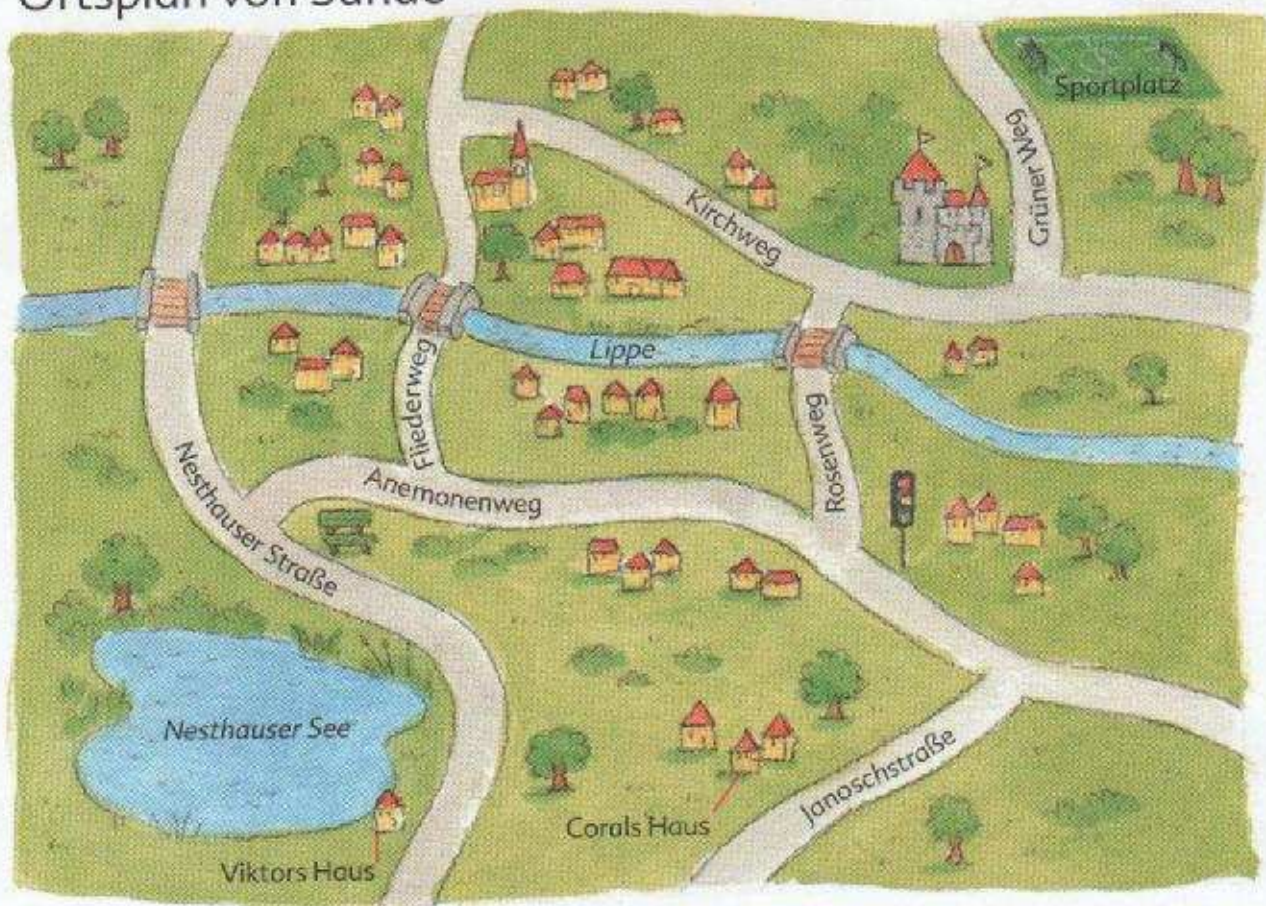 Ortsplan von Sande
Sportplatz
Grüner Weg
Kirchweg
Lippe
Fliederweg
Rosenweg
Nesthauser Straße
Anemonenweg
Nesthauser See
Janoschstraße
Corals Haus
Viktors Haus